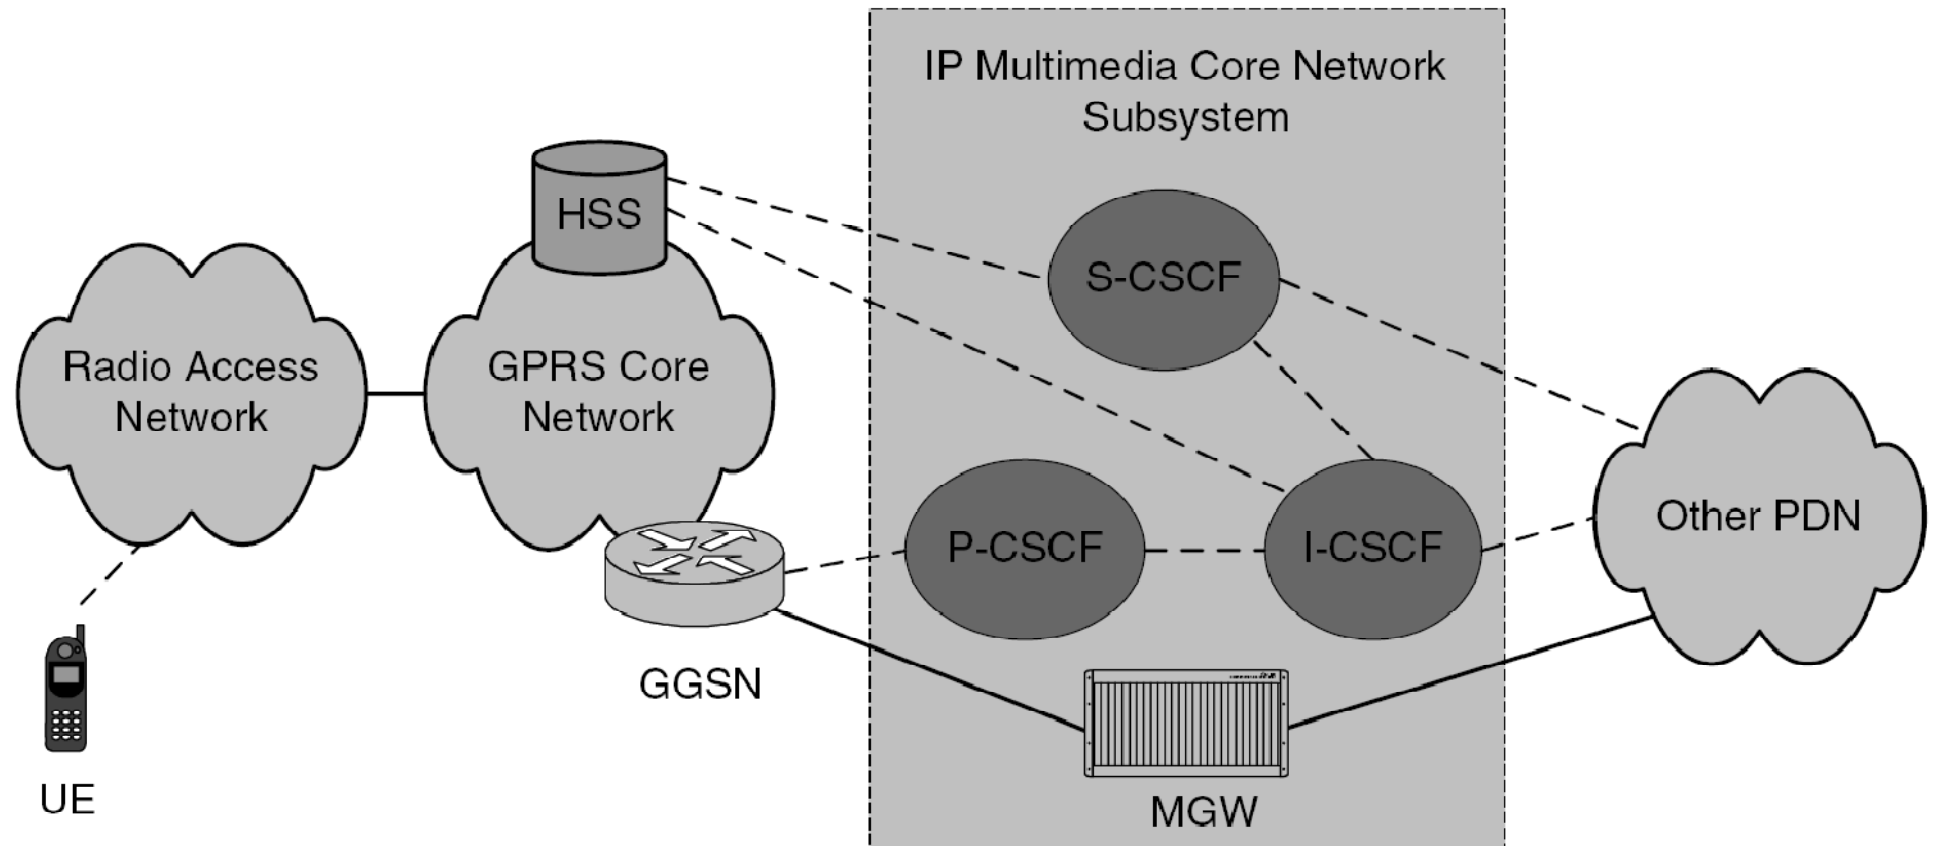 IP Multimedia Core Network
Subsystem
HSS
S-CSCF
Radio Access
Network
GPRS Core
Network
Other PDN
P-CSCF
I-CSCF
GGSN
UE
MGW